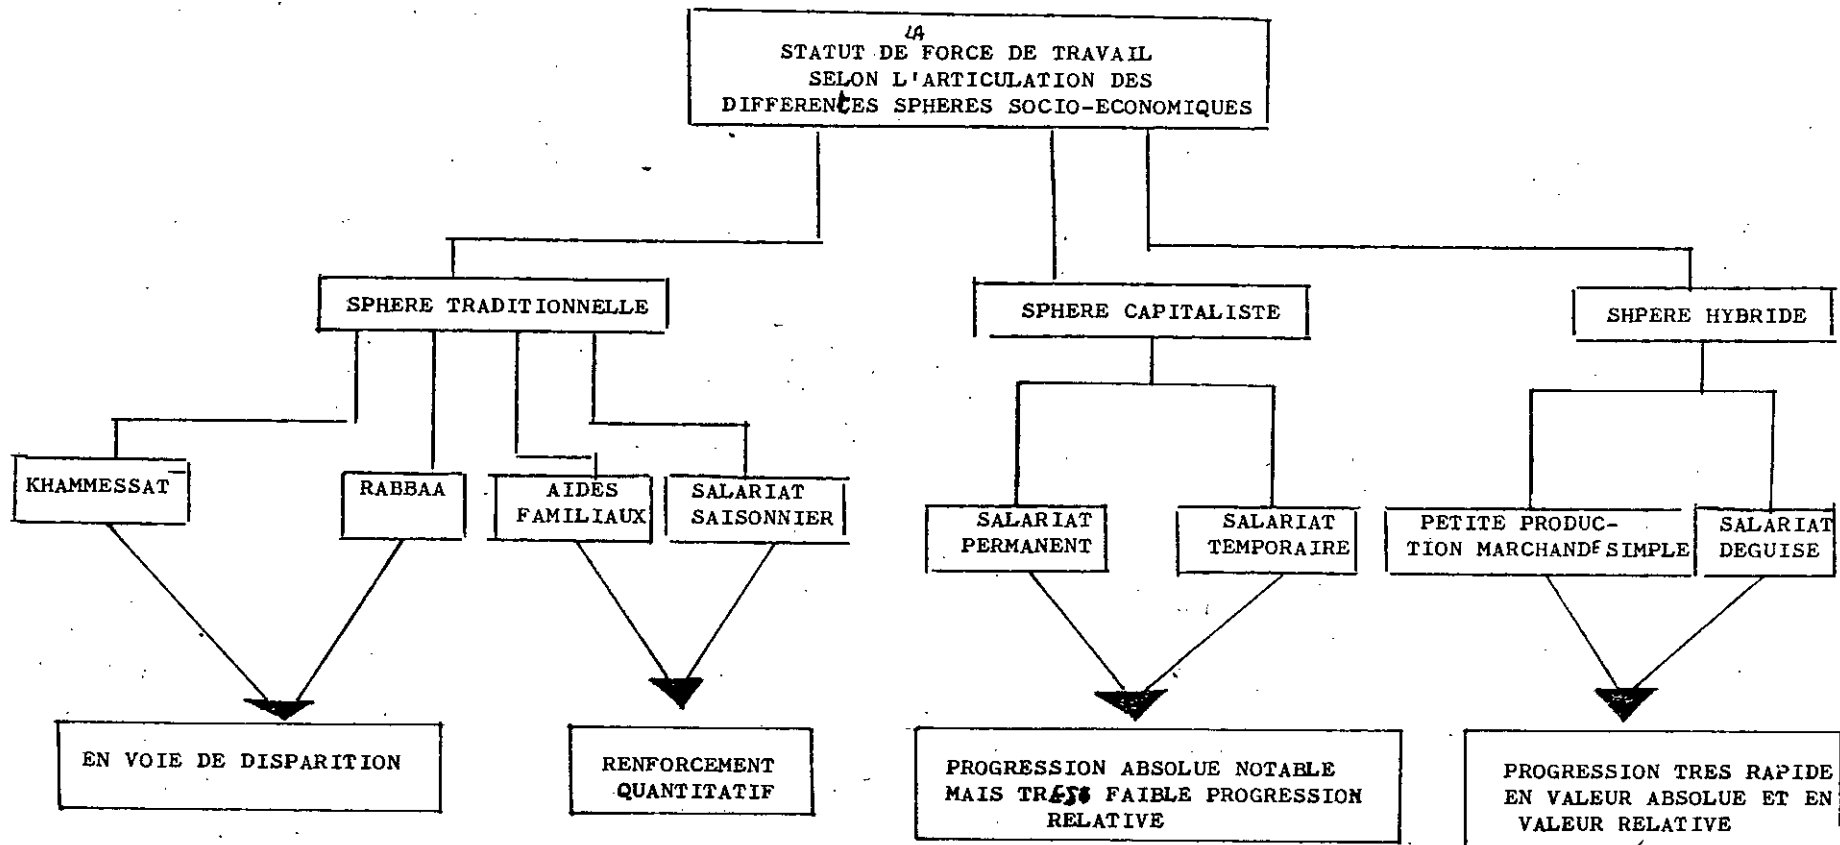 LA
STATUT DE FORCE DE TRAVAIL
SELON L'ARTICULATION DES
DIFFERENTES SPHERES SOCIO-ECONOMIQUES
SPHERE TRADITIONNELLE
SPHERE CAPITALISTE
SHPERE HYBRIDE
KHAMMESSAT
RABBAA
AIDES
FAMILIAUX
SALARIAT
SAISONNIER
SALARIAT
PERMANENT
SALARIAT
TEMPORAIRE
PETITE PRODUC-
TION MARCHANDE SIMPLE
SALARIAT
DEGUISE
EN VOIE DE DISPARITION
RENFORCEMENT
QUANTITATIF
PROGRESSION ABSOLUE NOTABLE
MAIS TRES FAIBLE PROGRESSION
RELATIVE
PROGRESSION TRES RAPIDE
EN VALEUR ABSOLUE ET EN
VALEUR RELATIVE